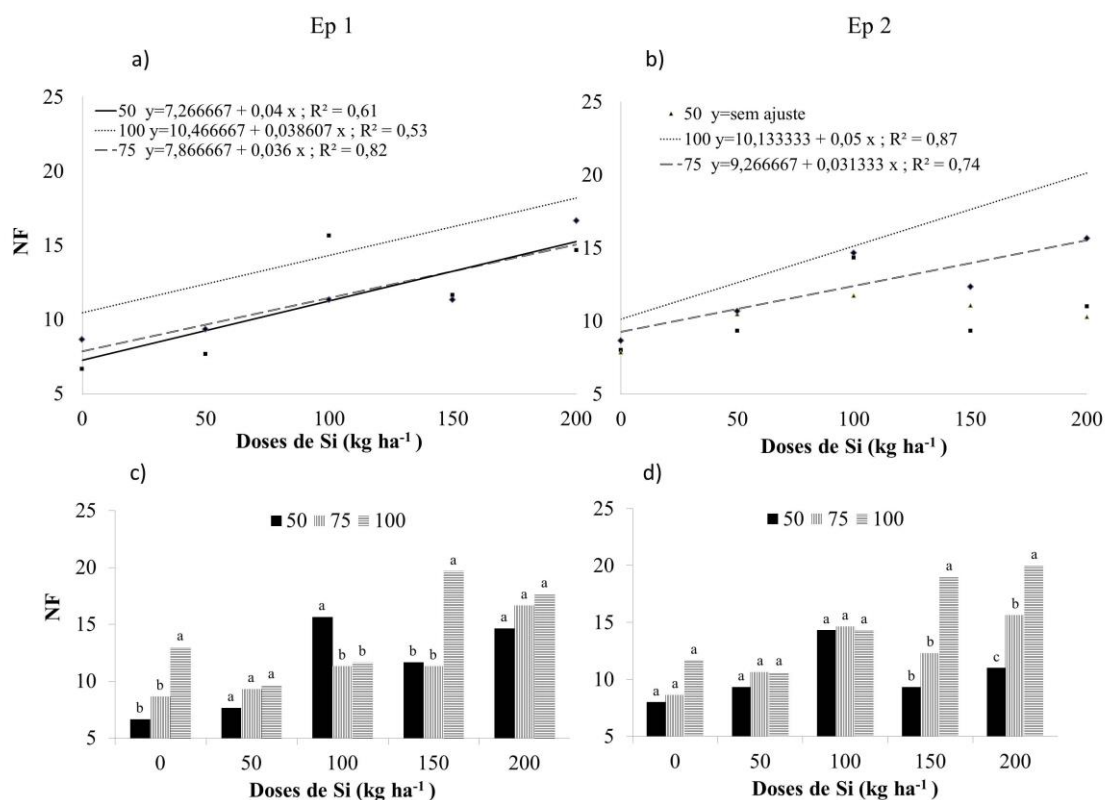 Ep 1
Ep 2
a)
b)
25
20
15
10
5
NF
50 y=7,266667 + 0,04 x ; R² = 0,61
100 y=10,466667 + 0,038607 x ; R² = 0,53
75 y=7,866667 + 0,036 x ; R² = 0,82
0 50 100 150 200
Doses de Si (kg ha⁻¹ )
25
20
15
10
5
50 y=sem ajuste
100 y=10,133333 + 0,05 x ; R² = 0,87
75 y=9,266667 + 0,031333 x ; R² = 0,74
0 50 100 150 200
Doses de Si (kg ha⁻¹ )
c)
d)
25
20
15
10
5
NF
50 75 100
b b a
a a a
a b b
b b a
a a a
0 50 100 150 200
Doses de Si (kg ha⁻¹ )
25
20
15
10
5
50 75 100
a a a
a a a
a a a
b b a
c b a
0 50 100 150 200
Doses de Si (kg ha⁻¹ )